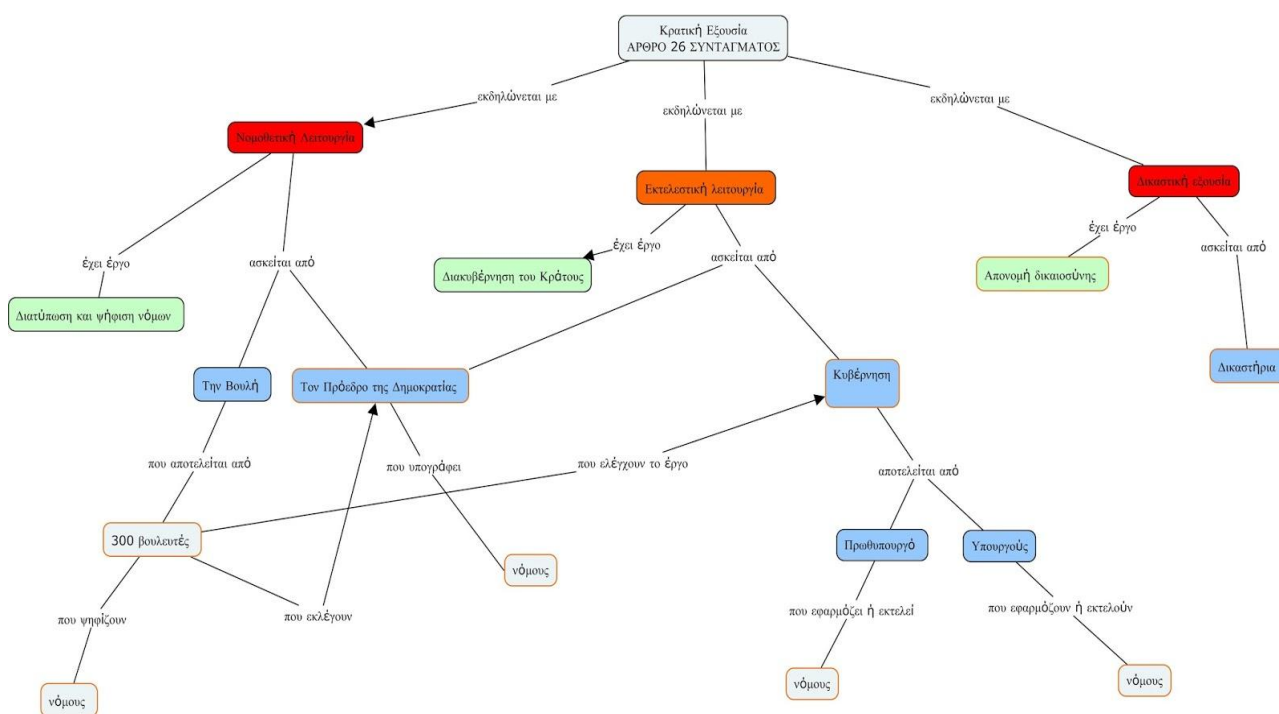 Κρατική Εξουσία
ΑΡΘΡΟ 26 ΣΥΝΤΑΓΜΑΤΟΣ
εκδηλώνεται με
εκδηλώνεται με
εκδηλώνεται με
Νομοθετική Λειτουργία
Εκτελεστική λειτουργία
Δικαστική εξουσία
έχει έργο
ασκείται από
έχει έργο
ασκείται από
έχει έργο
ασκείται από
Διατύπωση και ψήφιση νόμων
Διακυβέρνηση του Κράτους
Απονομή δικαιοσύνης
Την Βουλή
Τον Πρόεδρο της Δημοκρατίας
Κυβέρνηση
Δικαστήρια
που αποτελείται από
που υπογράφει
που ελέγχουν το έργο
αποτελείται από
300 βουλευτές
νόμους
Πρωθυπουργό
Υπουργούς
που ψηφίζουν
που εκλέγουν
που εφαρμόζει ή εκτελεί
που εφαρμόζουν ή εκτελούν
νόμους
νόμους
νόμους